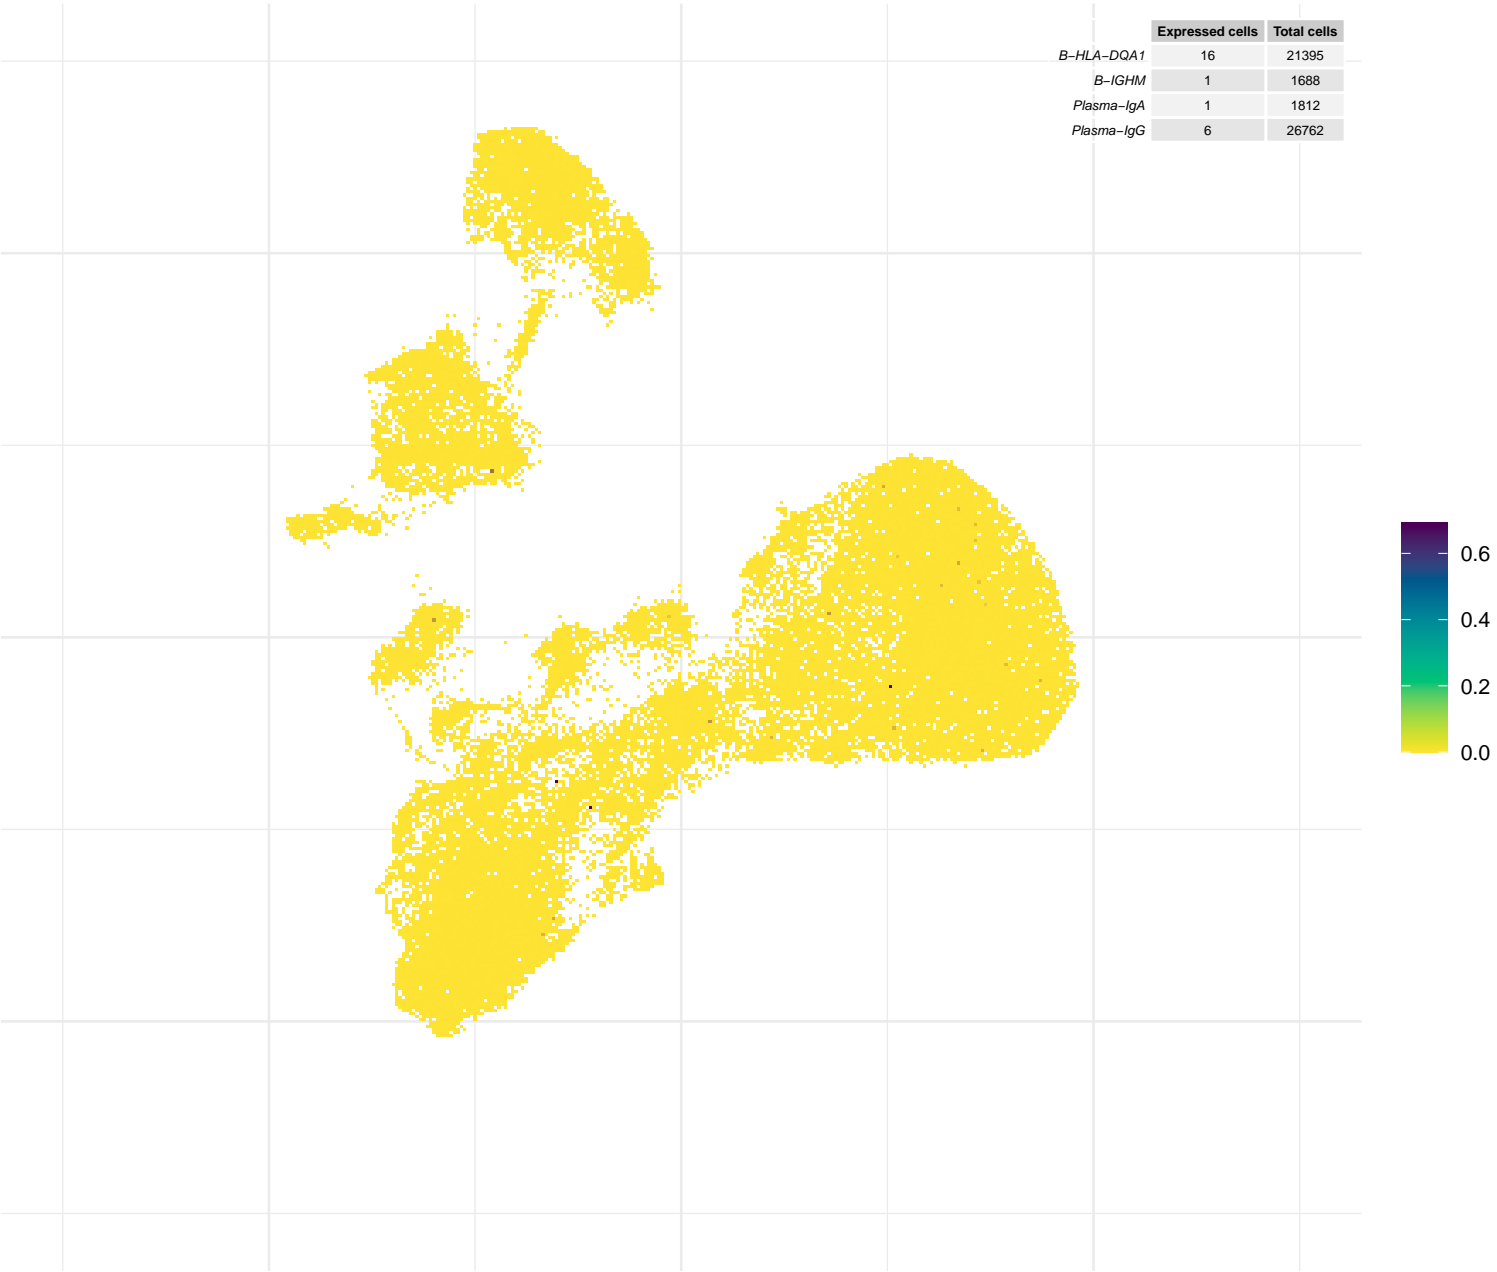 Expressed cells Total cells
B−HLA−DQA1 16 21395
B−IGHM 1 1688
Plasma−IgA 1 1812
Plasma−IgG 6 26762
0.6
0.4
0.2
0.0